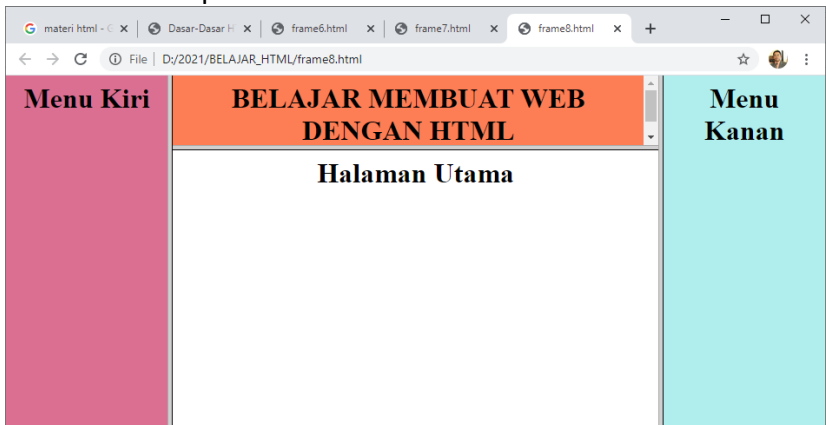 materi html - G
Dasar-Dasar H
frame6.html
frame7.html
frame8.html
File | D:/2021/BELAJAR_HTML/frame8.html
Menu Kiri
BELAJAR MEMBUAT WEB
DENGAN HTML
Halaman Utama
Menu
Kanan